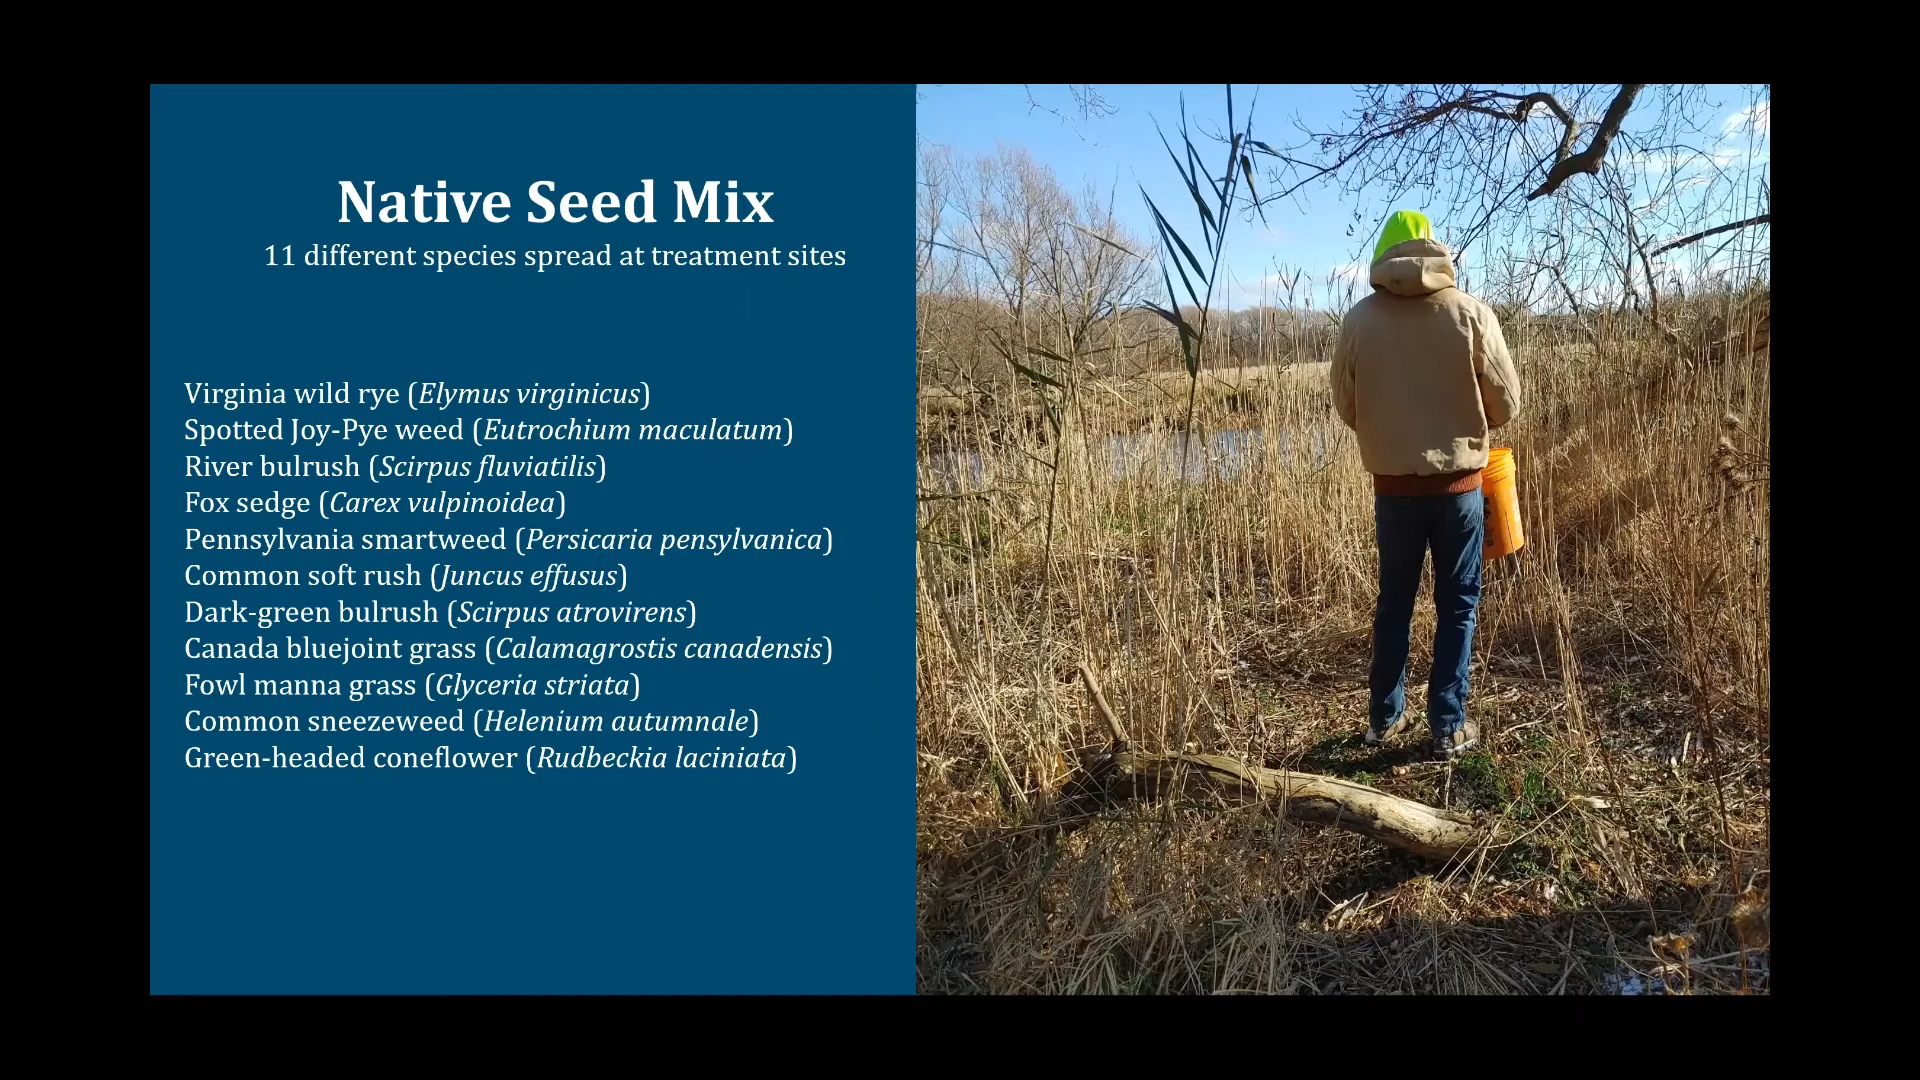 Native Seed Mix
11 different species spread at treatment sites
Virginia wild rye (Elymus virginicus)
Spotted Joy-Pye weed (Eutrochium maculatum)
River bulrush (Scirpus fluviatilis)
Fox sedge (Carex vulpinoidea)
Pennsylvania smartweed (Persicaria pensylvanica)
Common soft rush (Juncus effusus)
Dark-green bulrush (Scirpus atrovirens)
Canada bluejoint grass (Calamagrostis canadensis)
Fowl manna grass (Glyceria striata)
Common sneezeweed (Helenium autumnale)
Green-headed coneflower (Rudbeckia laciniata)